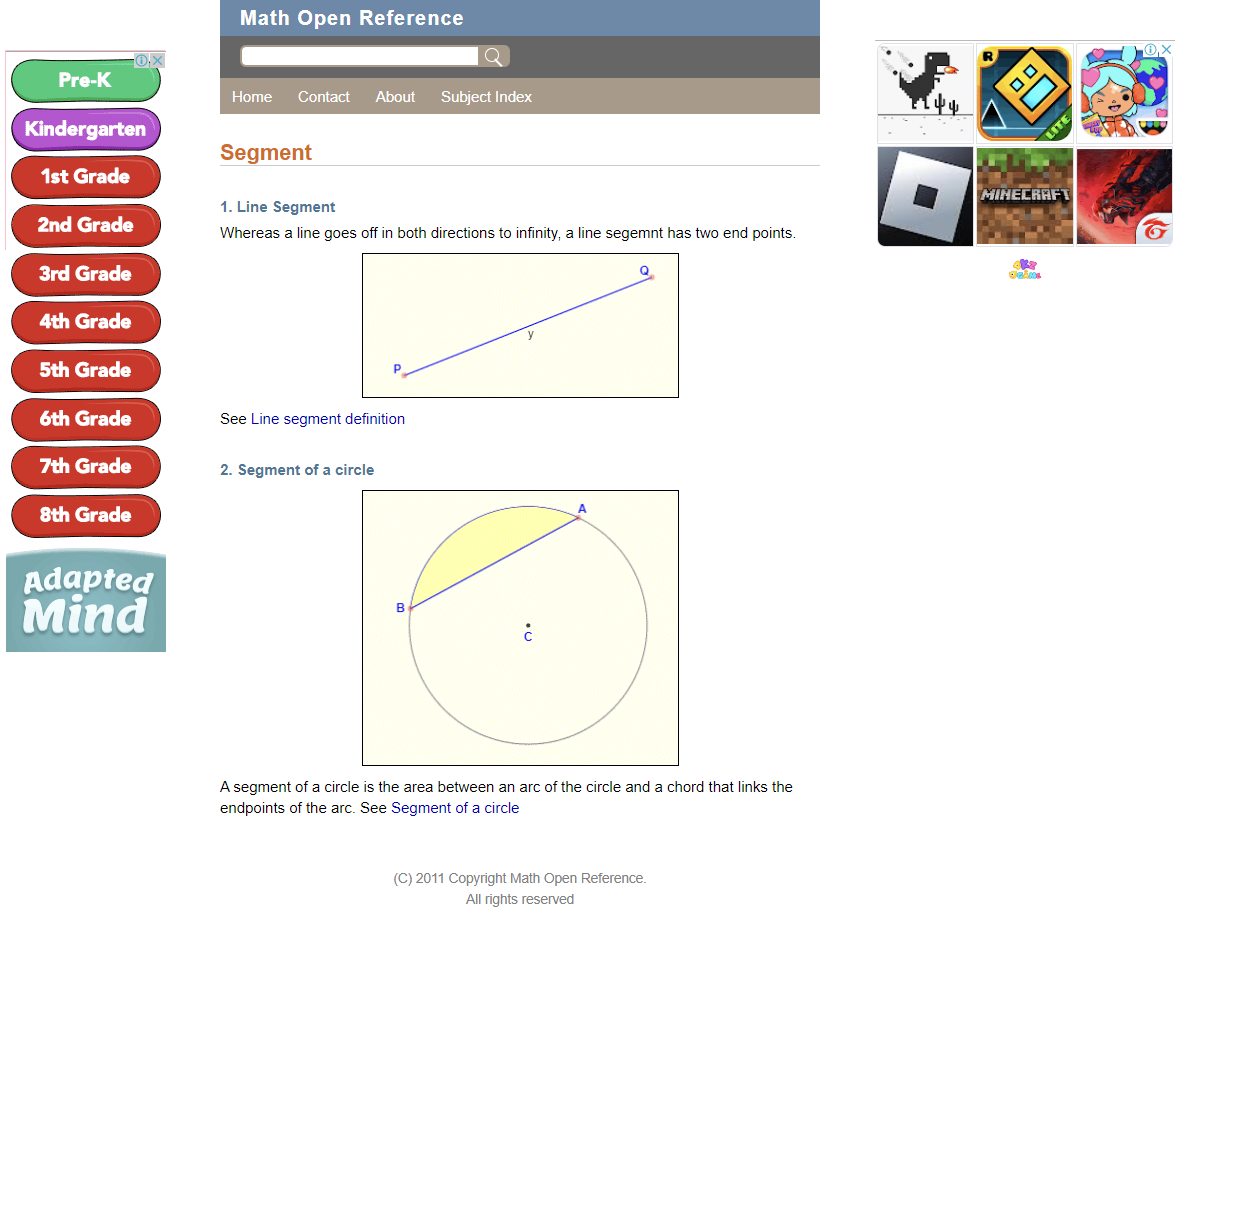 Math Open Reference
Home Contact About Subject Index
Pre-K
Kindergarten
1st Grade
2nd Grade
3rd Grade
4th Grade
5th Grade
6th Grade
7th Grade
8th Grade
Adapted
Mind
Segment
1. Line Segment
Whereas a line goes off in both directions to infinity, a line segemnt has two end points.
Q
y
P
See Line segment definition
2. Segment of a circle
A
B
C
A segment of a circle is the area between an arc of the circle and a chord that links the
endpoints of the arc. See Segment of a circle
(C) 2011 Copyright Math Open Reference.
All rights reserved
R
LITE
MINECRAFT